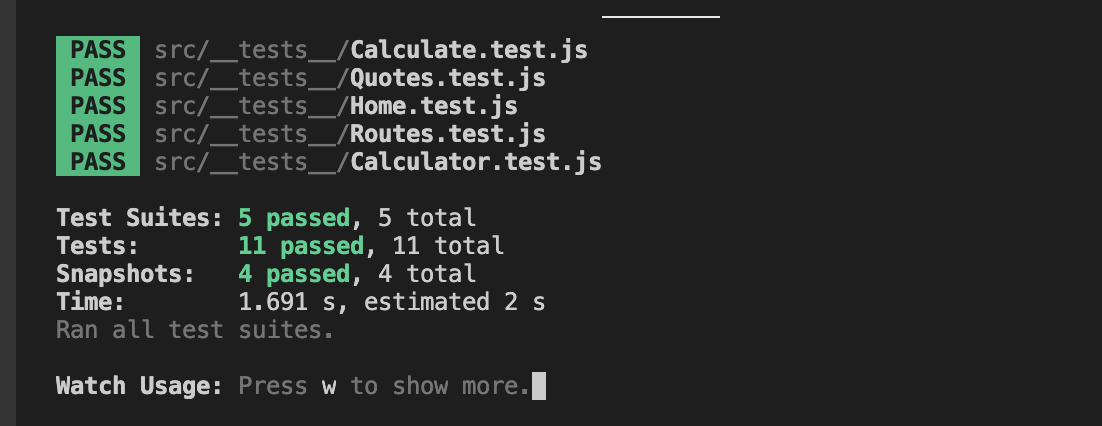 PASS src/__tests__/Calculate.test.js
PASS src/__tests__/Quotes.test.js
PASS src/__tests__/Home.test.js
PASS src/__tests__/Routes.test.js
PASS src/__tests__/Calculator.test.js
Test Suites: 5 passed, 5 total
Tests: 11 passed, 11 total
Snapshots: 4 passed, 4 total
Time: 1.691 s, estimated 2 s
Ran all test suites.
Watch Usage: Press w to show more.